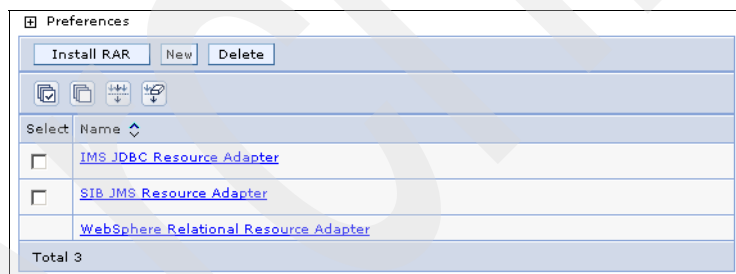 Preferences
Install RAR New Delete
Select Name
IMS JDBC Resource Adapter
SIB JMS Resource Adapter
WebSphere Relational Resource Adapter
Total 3